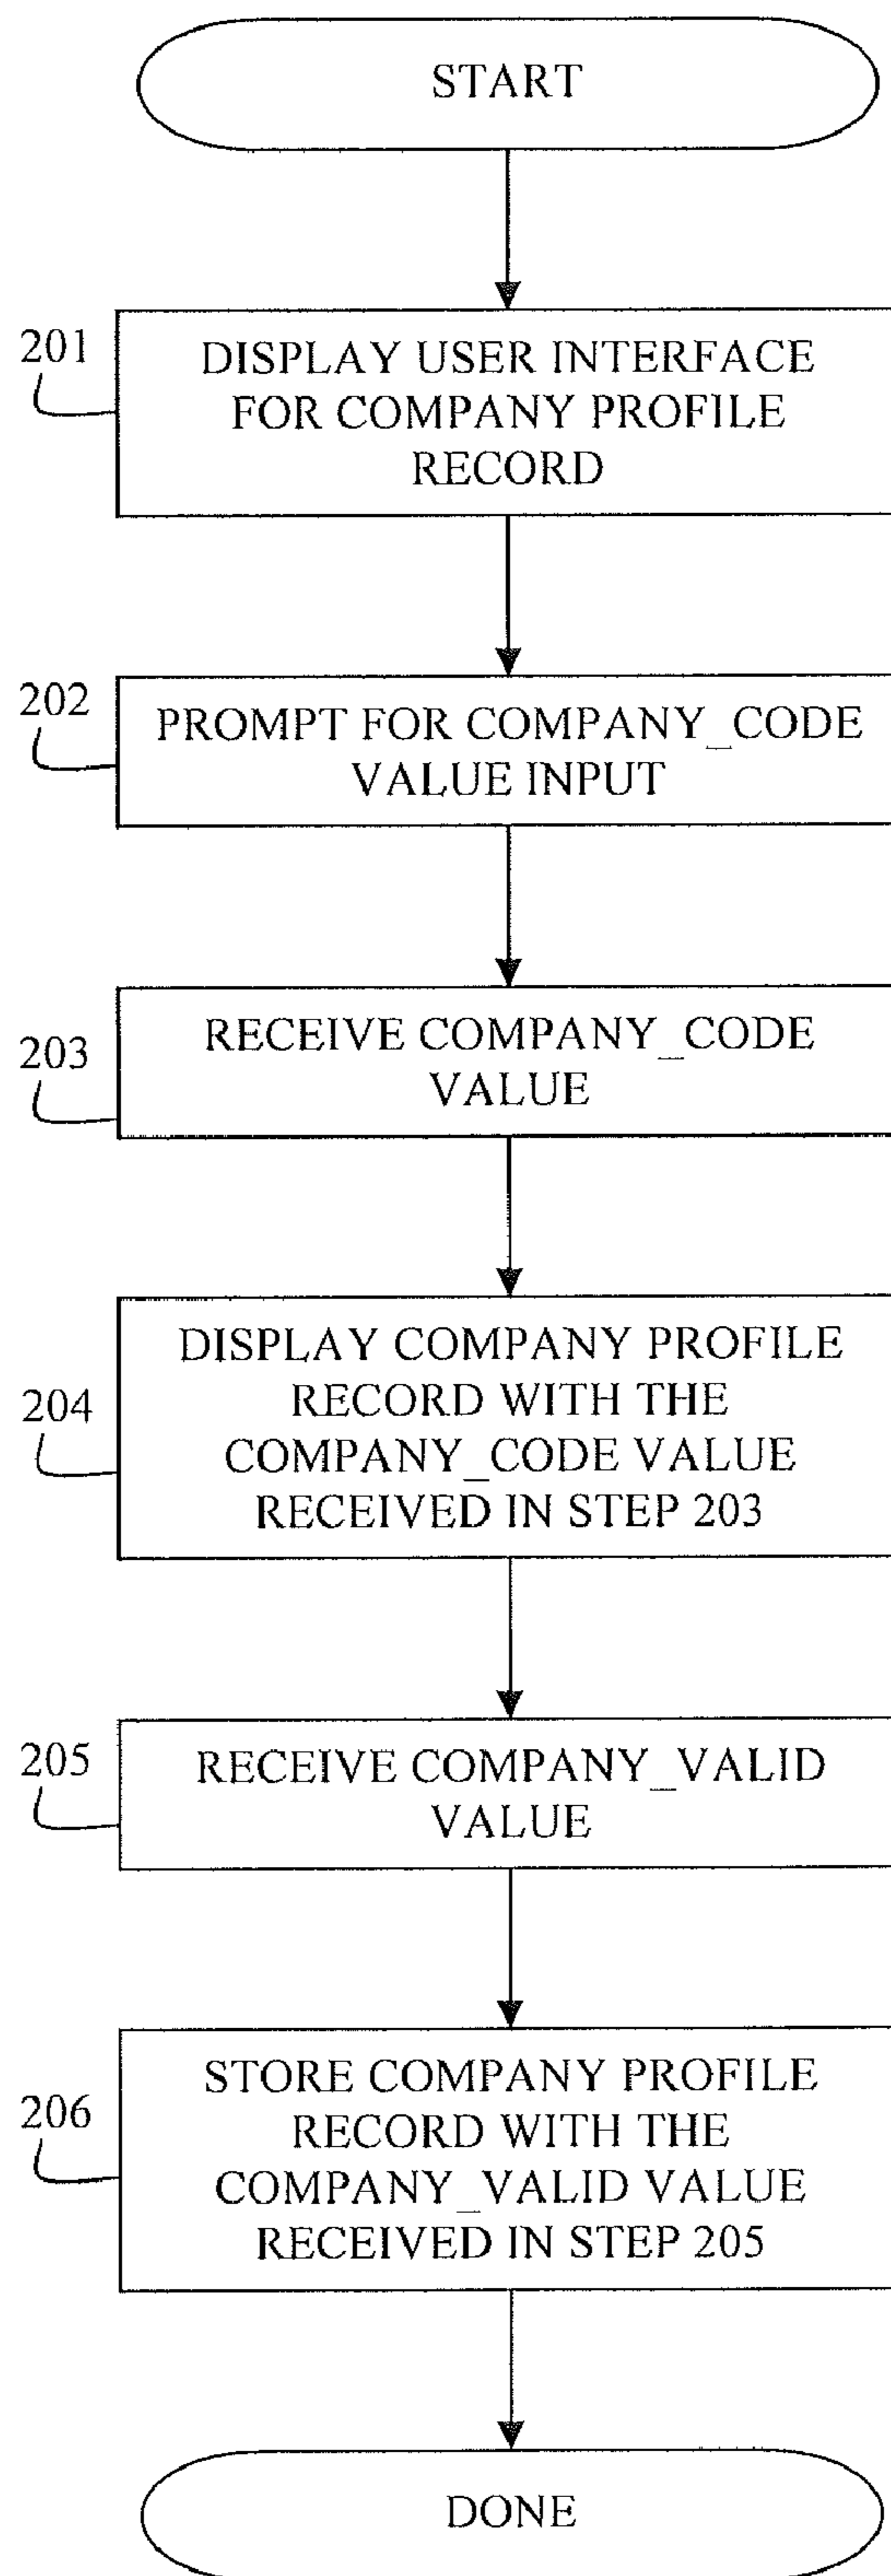 START
201
DISPLAY USER INTERFACE
FOR COMPANY PROFILE
RECORD
202
PROMPT FOR COMPANY_CODE
VALUE INPUT
203
RECEIVE COMPANY_CODE
VALUE
204
DISPLAY COMPANY PROFILE
RECORD WITH THE
COMPANY_CODE VALUE
RECEIVED IN STEP 203
205
RECEIVE COMPANY_VALID
VALUE
206
STORE COMPANY PROFILE
RECORD WITH THE
COMPANY_VALID VALUE
RECEIVED IN STEP 205
DONE